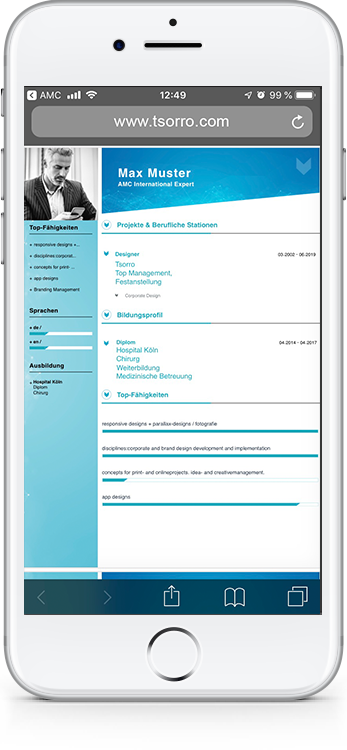 AMC 12:49 99 %
www.tsorro.com
Max Muster
AMC International Expert
Top-Fähigkeiten
+ responsive designs +...
+ disciplines:corporat...
+ concepts for print- ...
+ app designs
+ Branding Management
Sprachen
+ de /
+ en /
Ausbildung
+ Hospital Köln
Diplom
Chirurg
Projekte & Berufliche Stationen
Designer 03.2002 - 06.2019
Tsorro
Top Management,
Festanstellung
Corporate Design
Bildungsprofil
Diplom 04.2014 - 04.2017
Hospital Köln
Chirurg
Weiterbildung
Medizinische Betreuung
Top-Fähigkeiten
responsive designs + parallax-designs / fotografie
disciplines:corporate and brand design development and implementation
concepts for print- and onlineprojects. idea- and creativemanagement.
app designs